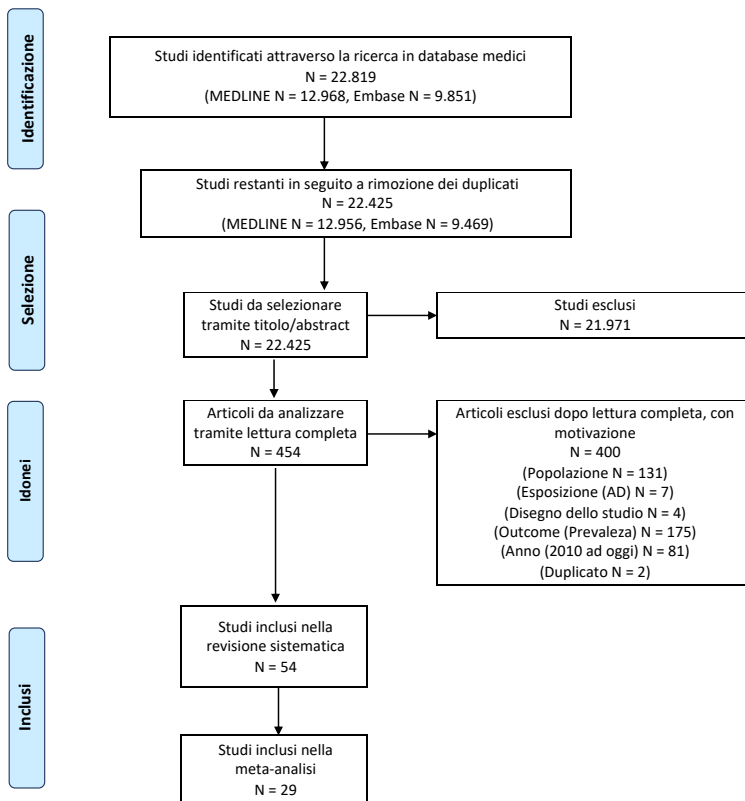 Identificazione
Studi identificati attraverso la ricerca in database medici
N = 22.819
(MEDLINE N = 12.968, Embase N = 9.851)
Studi restanti in seguito a rimozione dei duplicati
N = 22.425
(MEDLINE N = 12.956, Embase N = 9.469)
Selezione
Studi da selezionare
tramite titolo/abstract
N = 22.425
Studi esclusi
N = 21.971
Idonei
Articoli da analizzare
tramite lettura completa
N = 454
Articoli esclusi dopo lettura completa, con
motivazione
N = 400
(Popolazione N = 131)
(Esposizione (AD) N = 7)
(Disegno dello studio N = 4)
(Outcome (Prevaleza) N = 175)
(Anno (2010 ad oggi) N = 81)
(Duplicato N = 2)
Inclusi
Studi inclusi nella
revisione sistematica
N = 54
Studi inclusi nella
meta-analisi
N = 29